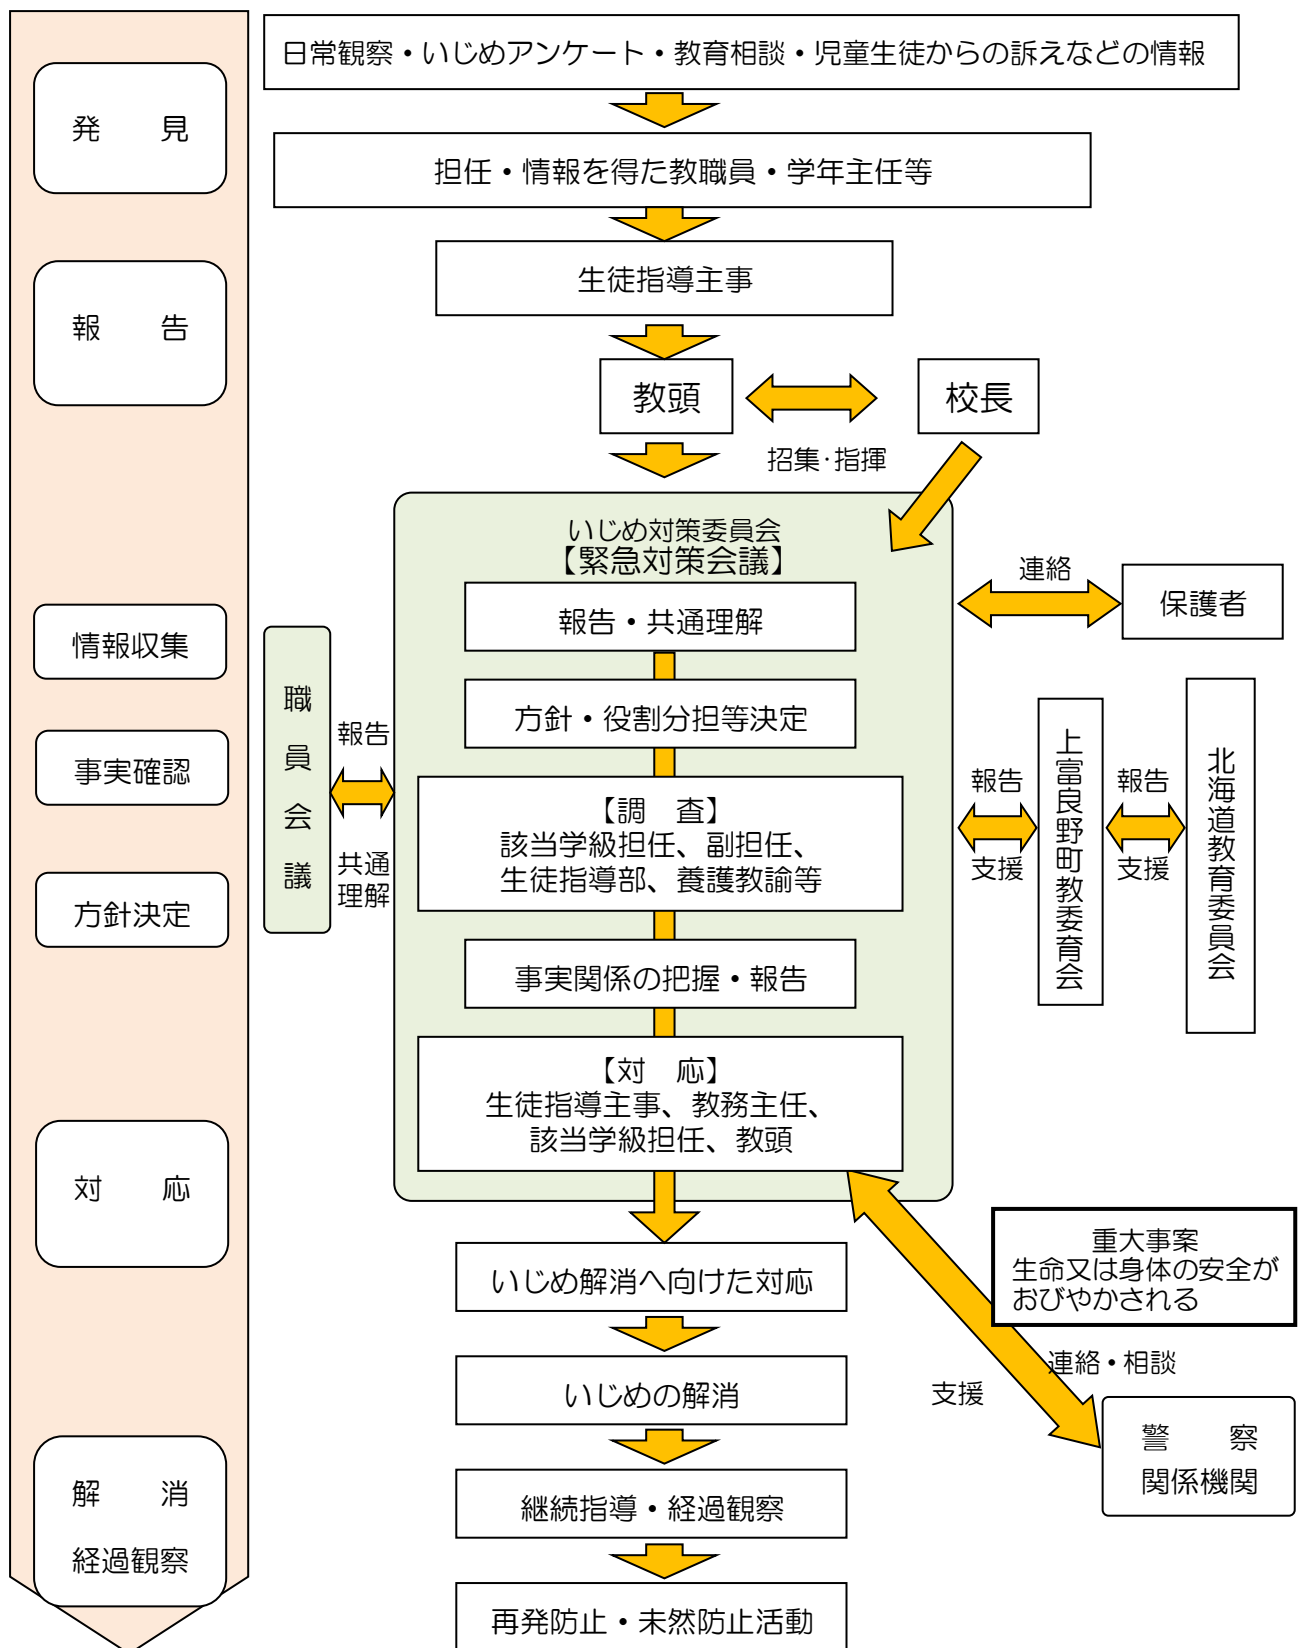 発　見
報　告
情報収集
事実確認
方針決定
対　応
解　消
経過観察
日常観察・いじめアンケート・教育相談・児童生徒からの訴えなどの情報
担任・情報を得た教職員・学年主任等
生徒指導主事
教頭
校長
招集・指揮
いじめ対策委員会
【緊急対策会議】
報告・共通理解
方針・役割分担等決定
【調　査】
該当学級担任、副担任、
生徒指導部、養護教諭等
事実関係の把握・報告
【対　応】
生徒指導主事、教務主任、
該当学級担任、教頭
職員会議
報告
共通
理解
連絡
保護者
報告
支援
上富良野町教委育会
報告
支援
北海道教育委員会
いじめ解消へ向けた対応
いじめの解消
継続指導・経過観察
再発防止・未然防止活動
重大事案
生命又は身体の安全が
おびやかされる
連絡・相談
支援
警　察
関係機関